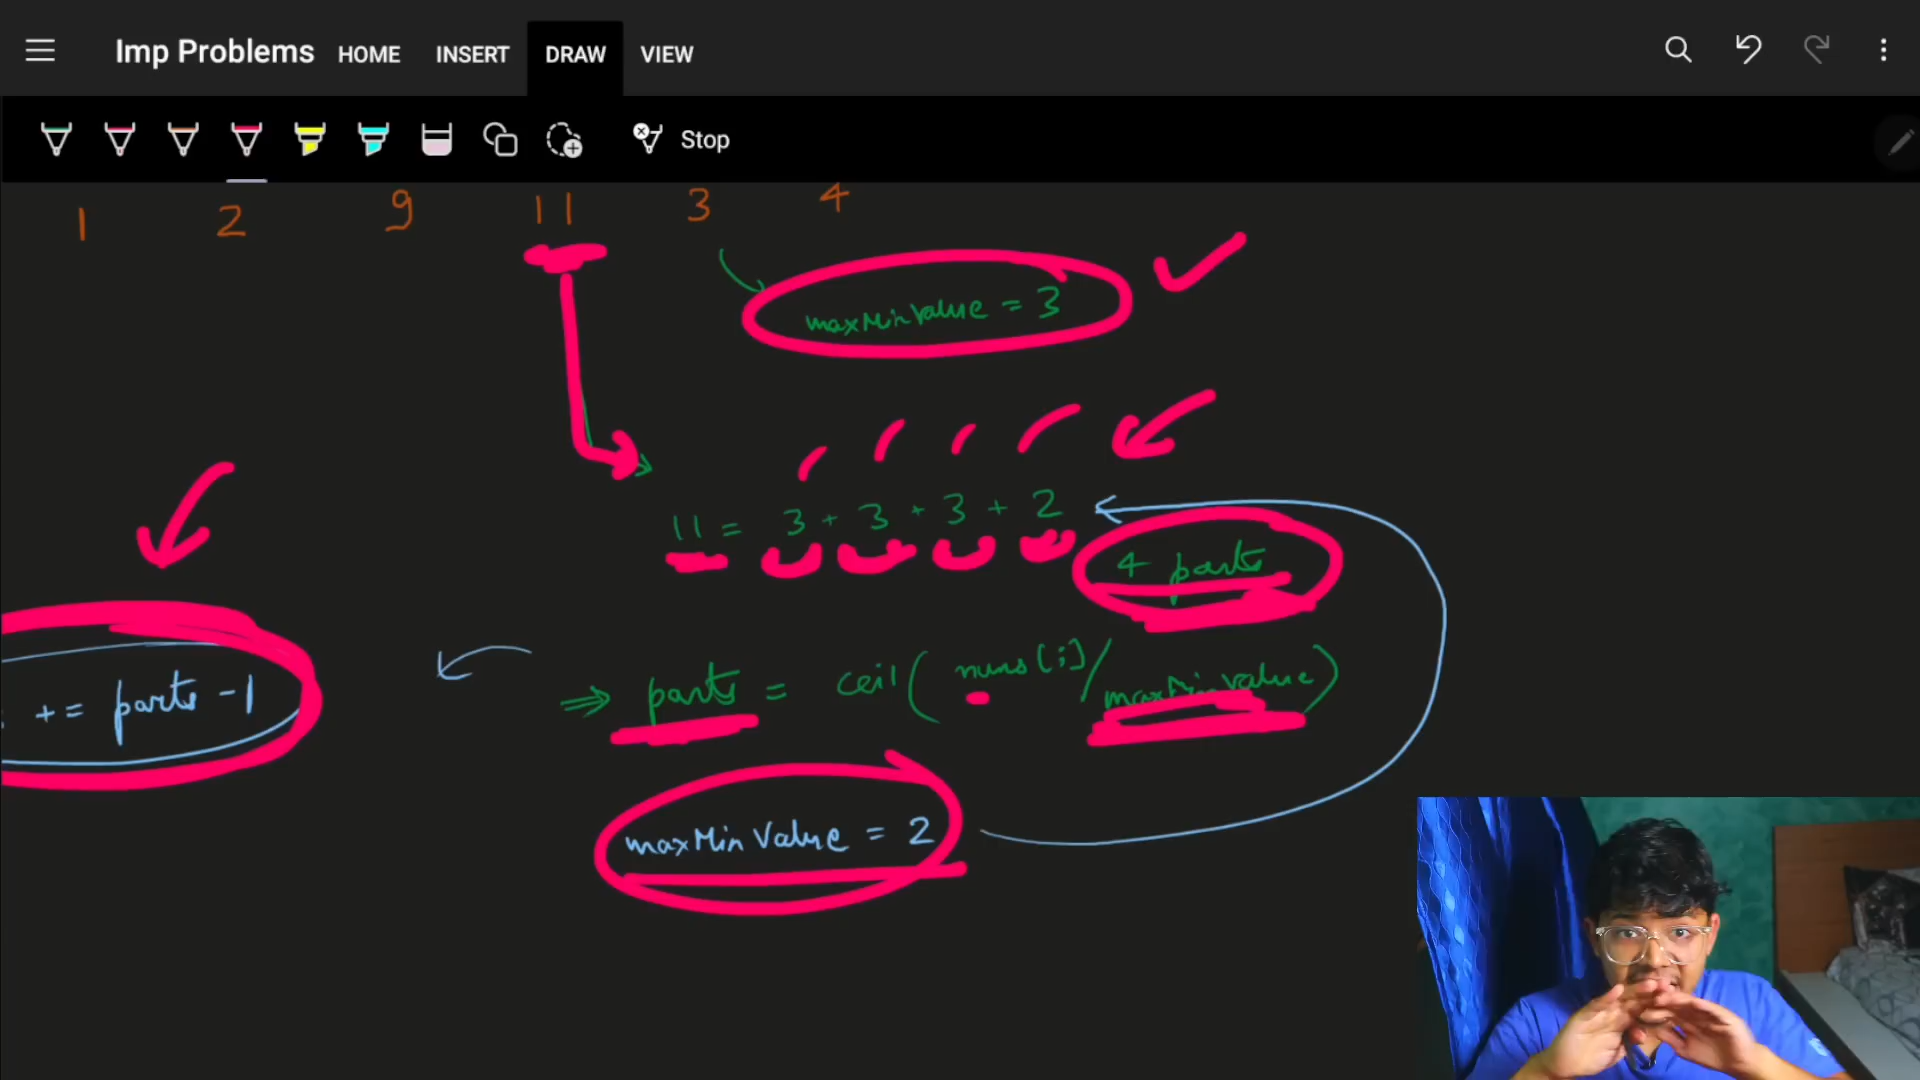 Imp Problems HOME INSERT DRAW VIEW
Stop
1 2 9 11 3 4
maxMinValue = 3
11 = 3 + 3 + 3 + 2
4 parts
⇒ parts = ceil( nums[i]/maxMinValue)
+= parts -1
maxMinValue = 2